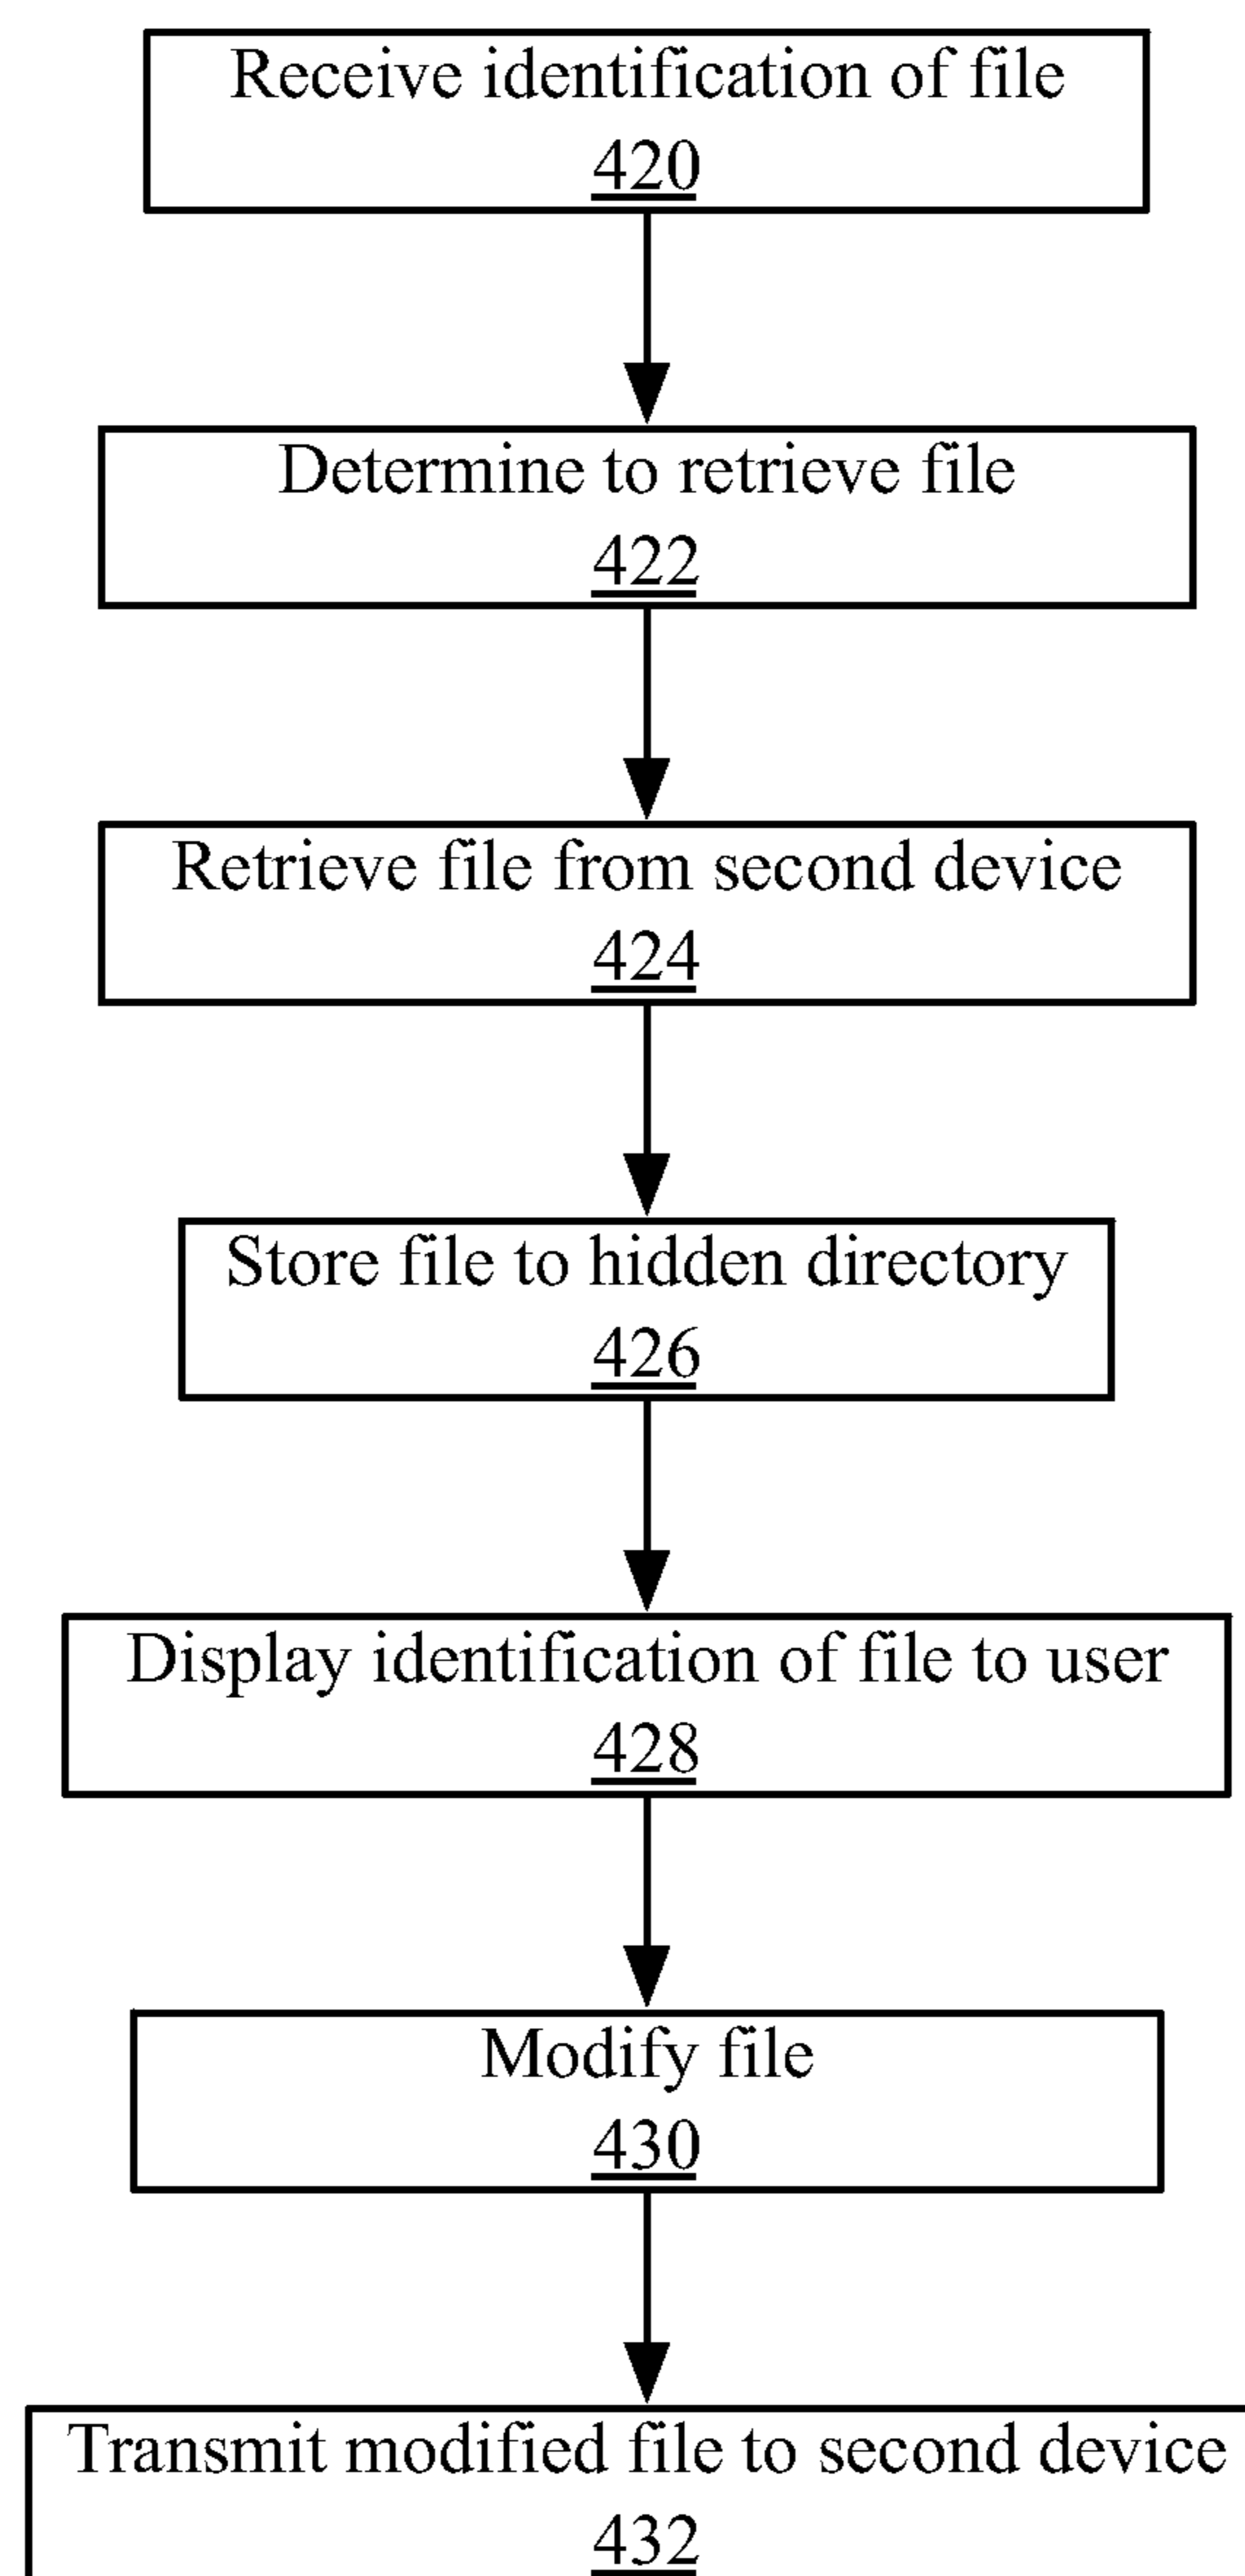 Receive identification of file
420
Determine to retrieve file
422
Retrieve file from second device
424
Store file to hidden directory
426
Display identification of file to user
428
Modify file
430
Transmit modified file to second device
432